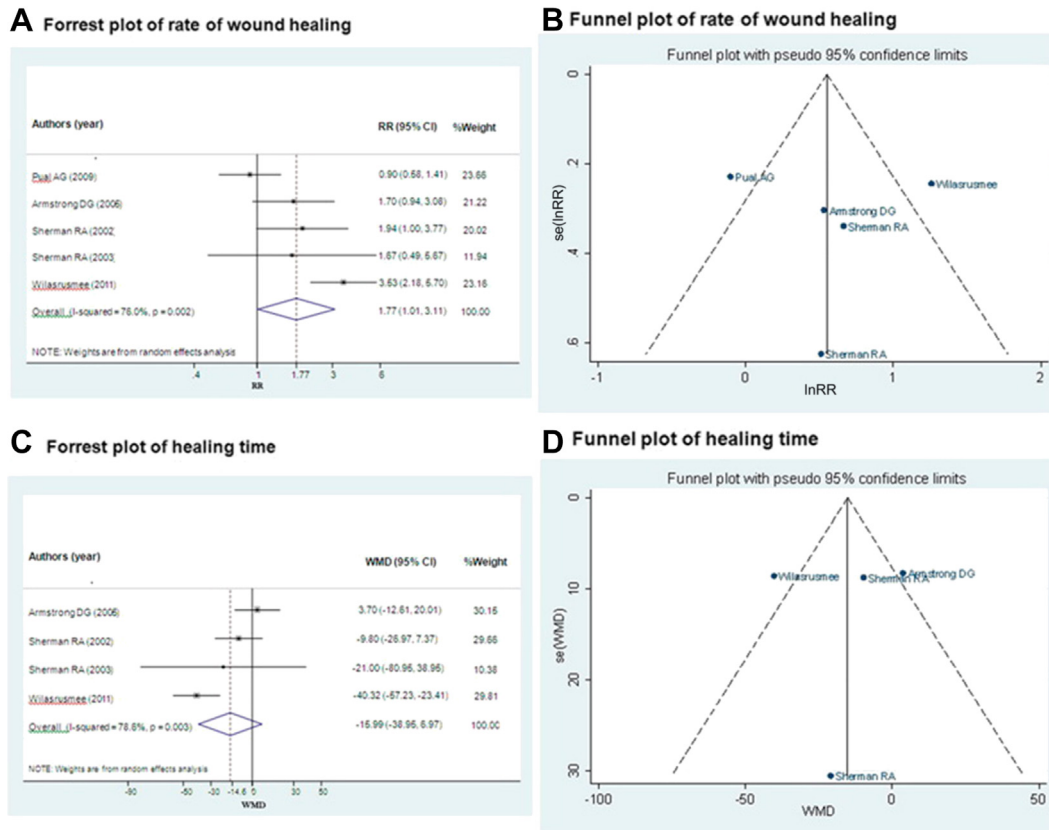 A Forrest plot of rate of wound healing
Authors (year) RR (95% CI) %Weight
Pual AG (2009) 0.90 (0.58, 1.41) 23.66
Armstrong DG (2005) 1.70 (0.94, 3.08) 21.22
Sherman RA (2002) 1.94 (1.00, 3.77) 20.02
Sherman RA (2003) 1.67 (0.49, 5.67) 11.94
Wilasrusmee (2011) 3.53 (2.18, 5.70) 23.16
Overall (I-squared = 76.0%, p = 0.002) 1.77 (1.01, 3.11) 100.00
NOTE: Weights are from random effects analysis
.4 1 1.77 3 6
RR
B Funnel plot of rate of wound healing
Funnel plot with pseudo 95% confidence limits
0
.2
.4
.6
se(lnRR)
Pual AG
Wilasrusmee
Armstrong DG
Sherman RA
Sherman RA
-1 0 1 2
lnRR
C Forrest plot of healing time
Authors (year) WMD (95% CI) %Weight
Armstrong DG (2005) 3.70 (-12.61, 20.01) 30.15
Sherman RA (2002) -9.80 (-26.97, 7.37) 29.66
Sherman RA (2003) -21.00 (-80.95, 38.95) 10.38
Wilasrusmee (2011) -40.32 (-57.23, -23.41) 29.81
Overall (I-squared = 78.6%, p = 0.003) -15.99 (-38.95, 6.97) 100.00
NOTE: Weights are from random effects analysis
-90 -50 -30 -14.6 0 30 50
WMD
D Funnel plot of healing time
Funnel plot with pseudo 95% confidence limits
0
10
20
30
se(WMD)
Wilasrusmee
Sherman RA
Armstrong DG
Sherman RA
-100 -50 0 50
WMD